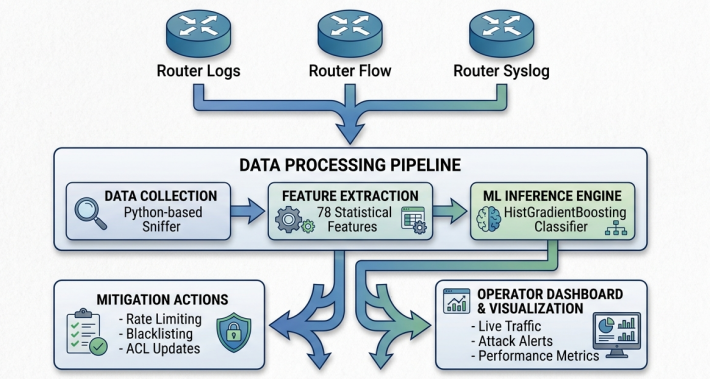 Router Logs
Router Flow
Router Syslog
DATA PROCESSING PIPELINE
DATA COLLECTION
Python-based
Sniffer
FEATURE EXTRACTION
78 Statistical
Features
ML INFERENCE ENGINE
HistGradientBoosting
Classifier
MITIGATION ACTIONS
- Rate Limiting
- Blacklisting
- ACL Updates
OPERATOR DASHBOARD
& VISUALIZATION
- Live Traffic
- Attack Alerts
- Performance Metrics